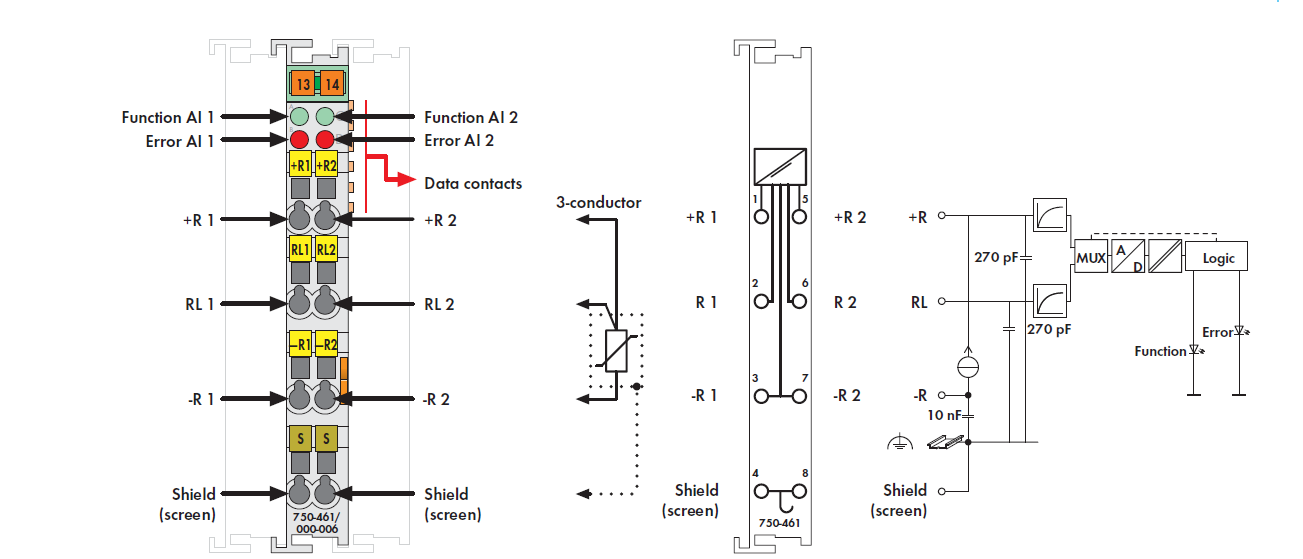 13 14
Function AI 1
Function AI 2
Error AI 1
Error AI 2
+R1 +R2
Data contacts
+R 1
+R 2
RL1 RL2
RL 1
RL 2
–R1 –R2
-R 1
-R 2
S S
Shield
(screen)
Shield
(screen)
750-461/
000-006
3-conductor
1 5
+R 1
+R 2
2 6
R 1
R 2
3 7
-R 1
-R 2
4 8
Shield
(screen)
750-461
+R
270 pF
MUX
A
D
Logic
RL
270 pF
Error
Function
-R
10 nF
Shield
(screen)